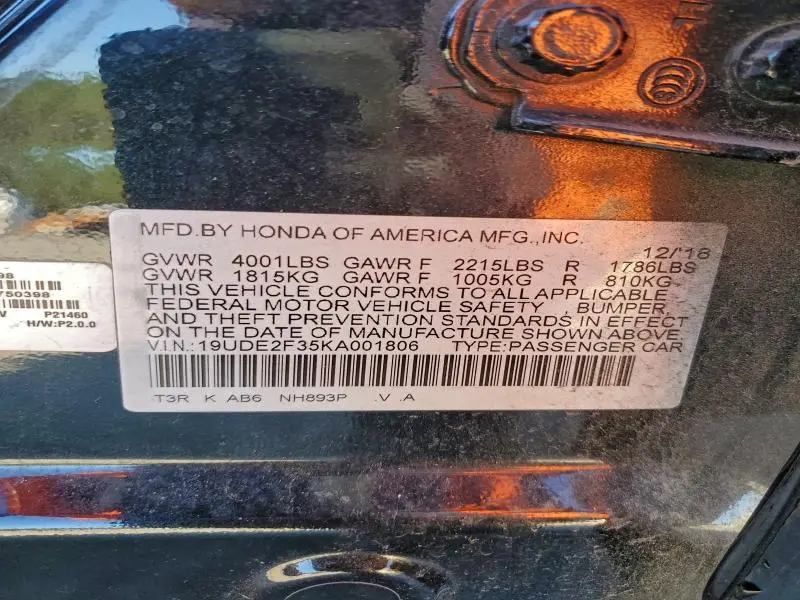 MFD.BY HONDA OF AMERICA MFG.,INC.
12/'18
GVWR 4001LBS GAWR F 2215LBS R 1786LBS
GVWR 1815KG GAWR F 1005KG R 810KG
THIS VEHICLE CONFORMS TO ALL APPLICABLE
FEDERAL MOTOR VEHICLE SAFETY , BUMPER,
AND THEFT PREVENTION STANDARDS IN EFFECT
ON THE DATE OF MANUFACTURE SHOWN ABOVE
V.I.N.: 19UDE2F35KA001806 TYPE:PASSENGER CAR
T3R K AB6 NH893P .V .A
98
750398
P21460
H/W:P2.0.0